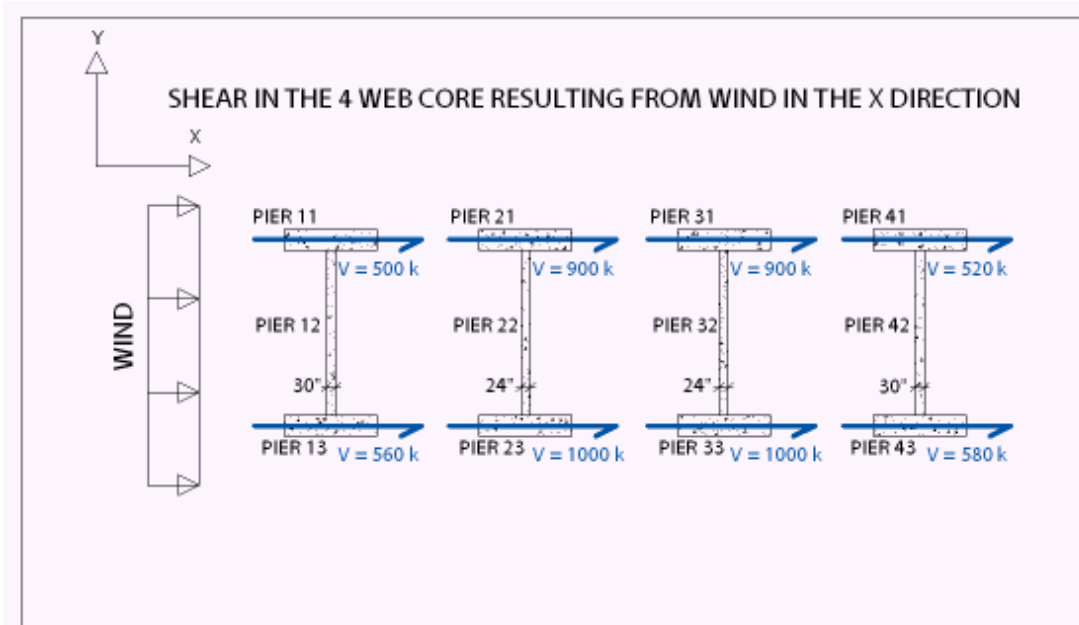 Y
SHEAR IN THE 4 WEB CORE RESULTING FROM WIND IN THE X DIRECTION
X
PIER 11
PIER 21
PIER 31
PIER 41
V = 500 k
V = 900 k
V = 900 k
V = 520 k
WIND
PIER 12
PIER 22
PIER 32
PIER 42
30"
24"
24"
30"
PIER 13
V = 560 k
PIER 23
V = 1000 k
PIER 33
V = 1000 k
PIER 43
V = 580 k